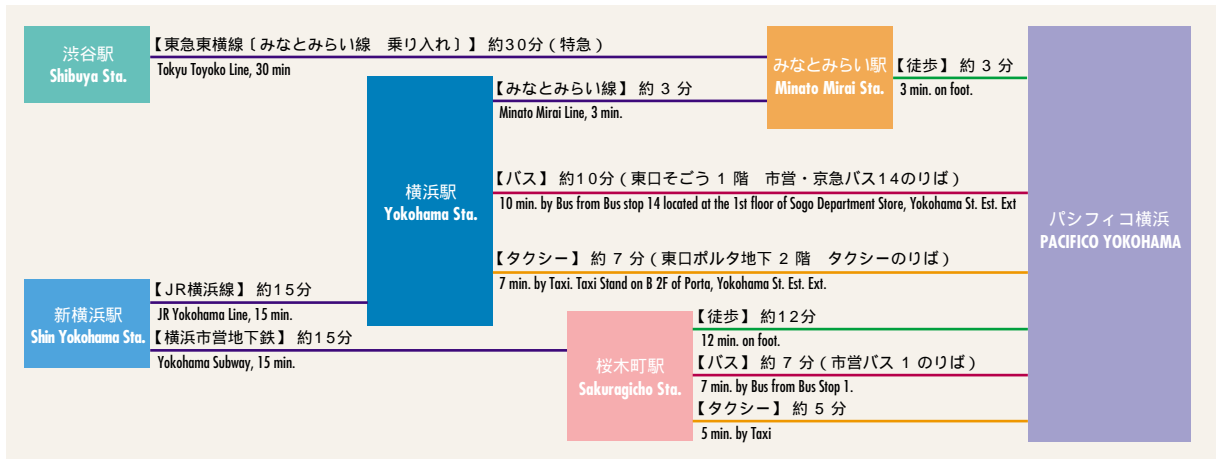 渋谷駅
Shibuya Sta.
【東急東横線〔みなとみらい線　乗り入れ〕】 約30分（特急）
Tokyu Toyoko Line, 30 min
みなとみらい駅
Minato Mirai Sta.
【徒歩】 約 3 分
3 min. on foot.
【みなとみらい線】 約 3 分
Minato Mirai Line, 3 min.
横浜駅
Yokohama Sta.
【バス】 約10分（東口そごう 1 階　市営・京急バス14のりば）
10 min. by Bus from Bus stop 14 located at the 1st floor of Sogo Department Store, Yokohama St. Est. Ext
パシフィコ横浜
PACIFICO YOKOHAMA
【タクシー】 約 7 分（東口ポルタ地下 2 階　タクシーのりば）
7 min. by Taxi. Taxi Stand on B 2F of Porta, Yokohama St. Est. Ext.
新横浜駅
Shin Yokohama Sta.
【JR横浜線】 約15分
JR Yokohama Line, 15 min.
【横浜市営地下鉄】 約15分
Yokohama Subway, 15 min.
桜木町駅
Sakuragicho Sta.
【徒歩】 約12分
12 min. on foot.
【バス】 約 7 分（市営バス 1 のりば）
7 min. by Bus from Bus Stop 1.
【タクシー】 約 5 分
5 min. by Taxi